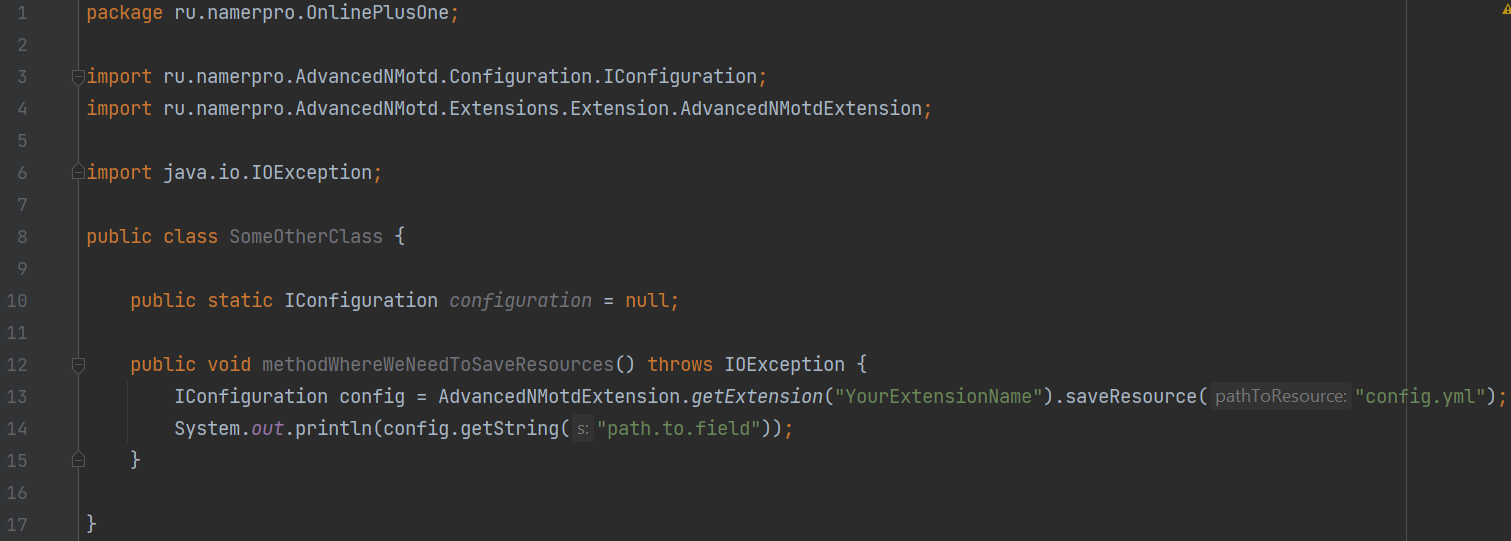 1 package ru.namerpro.OnlinePlusOne;
2
3 import ru.namerpro.AdvancedNMotd.Configuration.IConfiguration;
4 import ru.namerpro.AdvancedNMotd.Extensions.Extension.AdvancedNMotdExtension;
5
6 import java.io.IOException;
7
8 public class SomeOtherClass {
9
10 public static IConfiguration configuration = null;
11
12 public void methodWhereWeNeedToSaveResources() throws IOException {
13 IConfiguration config = AdvancedNMotdExtension.getExtension("YourExtensionName").saveResource( pathToResource: "config.yml");
14 System.out.println(config.getString( s: "path.to.field"));
15 }
16
17 }